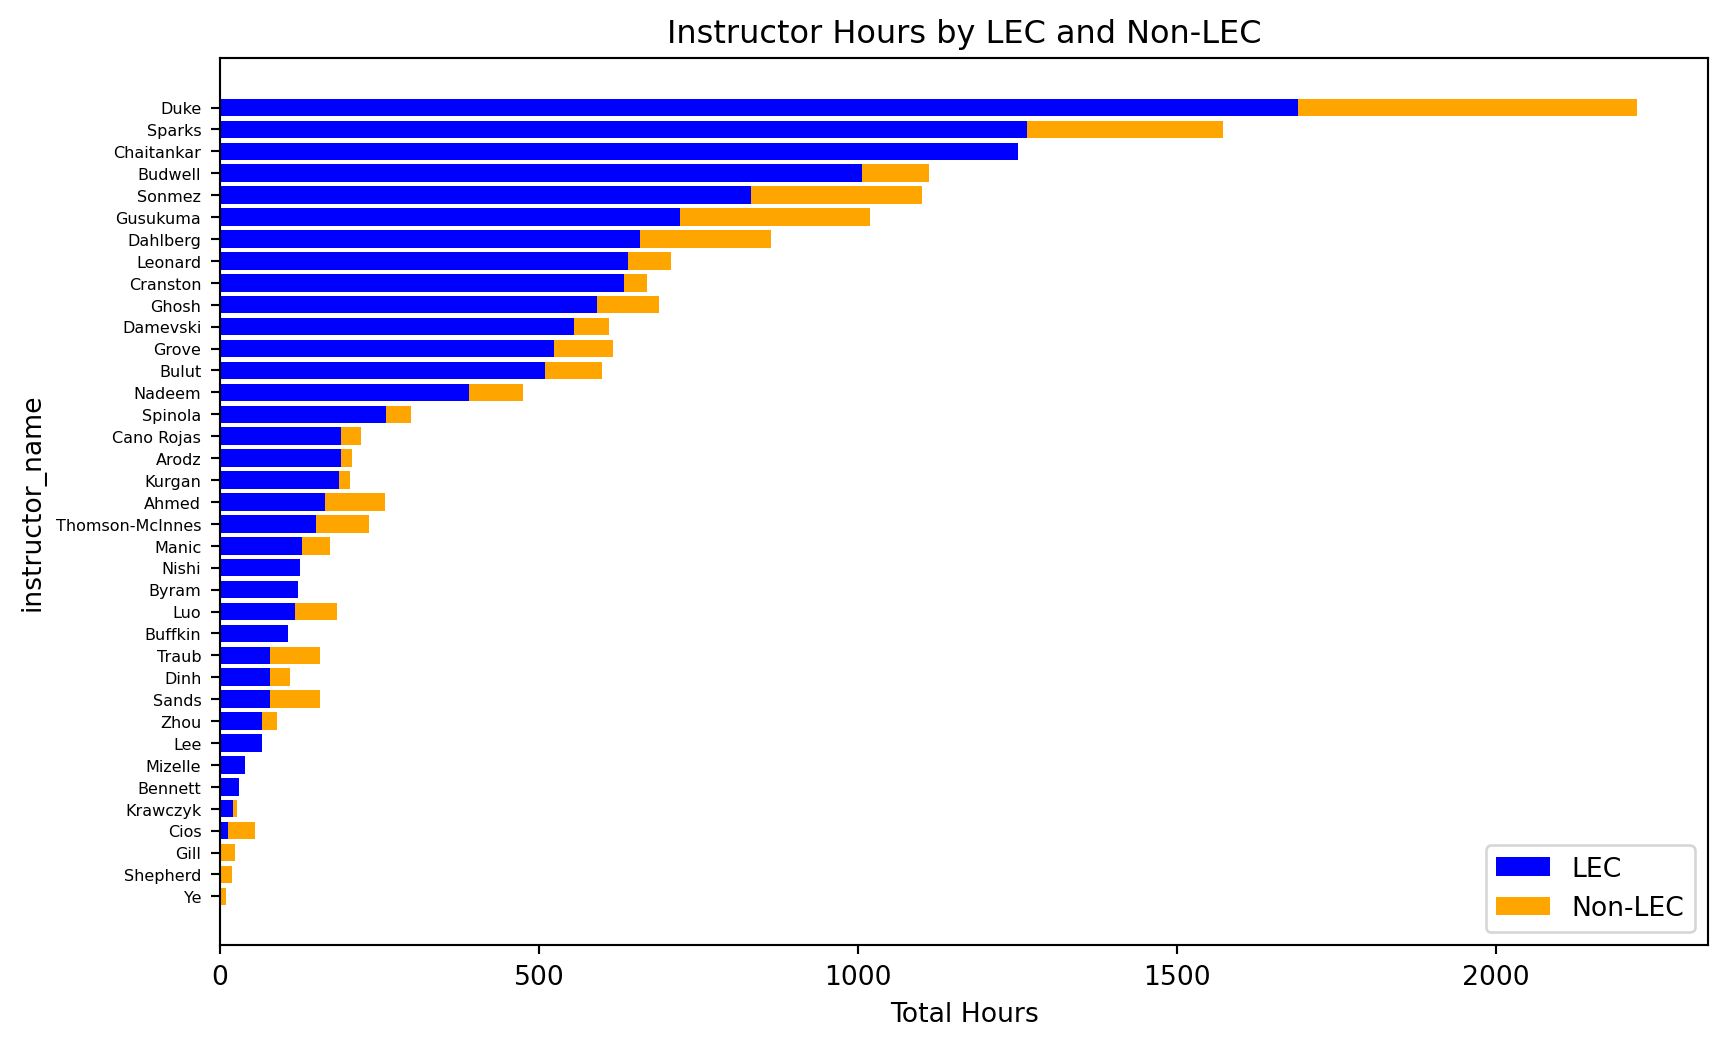 Instructor Hours by LEC and Non-LEC
instructor_name
Duke
Sparks
Chaitankar
Budwell
Sonmez
Gusukuma
Dahlberg
Leonard
Cranston
Ghosh
Damevski
Grove
Bulut
Nadeem
Spinola
Cano Rojas
Arodz
Kurgan
Ahmed
Thomson-McInnes
Manic
Nishi
Byram
Luo
Buffkin
Traub
Dinh
Sands
Zhou
Lee
Mizelle
Bennett
Krawczyk
Cios
Gill
Shepherd
Ye
LEC
Non-LEC
0 500 1000 1500 2000
Total Hours